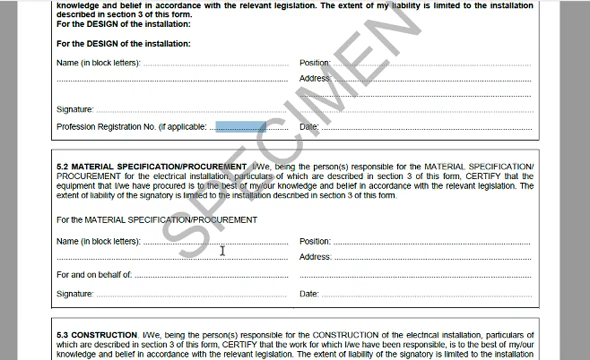 knowledge and belief in accordance with the relevant legislation. The extent of my liability is limited to the installation
described in section 3 of this form.
For the DESIGN of the installation:
For the DESIGN of the installation:
Name (in block letters): Position:
Address:
Signature:
Profession Registration No. (if applicable: Date:
5.2 MATERIAL SPECIFICATION/PROCUREMENT. I/We, being the person(s) responsible for the MATERIAL SPECIFICATION/
PROCUREMENT for the electrical installation, particulars of which are described in section 3 of this form, CERTIFY that the
equipment that I/we have procured is to the best of my/our knowledge and belief in accordance with the relevant legislation. The
extent of liability of the signatory is limited to the installation described in section 3 of this form.
For the MATERIAL SPECIFICATION/PROCUREMENT
Name (in block letters): Position:
Address:
For and on behalf of:
Signature: Date:
5.3 CONSTRUCTION. I/We, being the person(s) responsible for the CONSTRUCTION of the electrical installation, particulars of
which are described in section 3 of this form, CERTIFY that the work for which I/we have been responsible, is to the best of my/our
knowledge and belief in accordance with the relevant legislation. The extent of liability of the signatory is limited to the installation
SPECIMEN